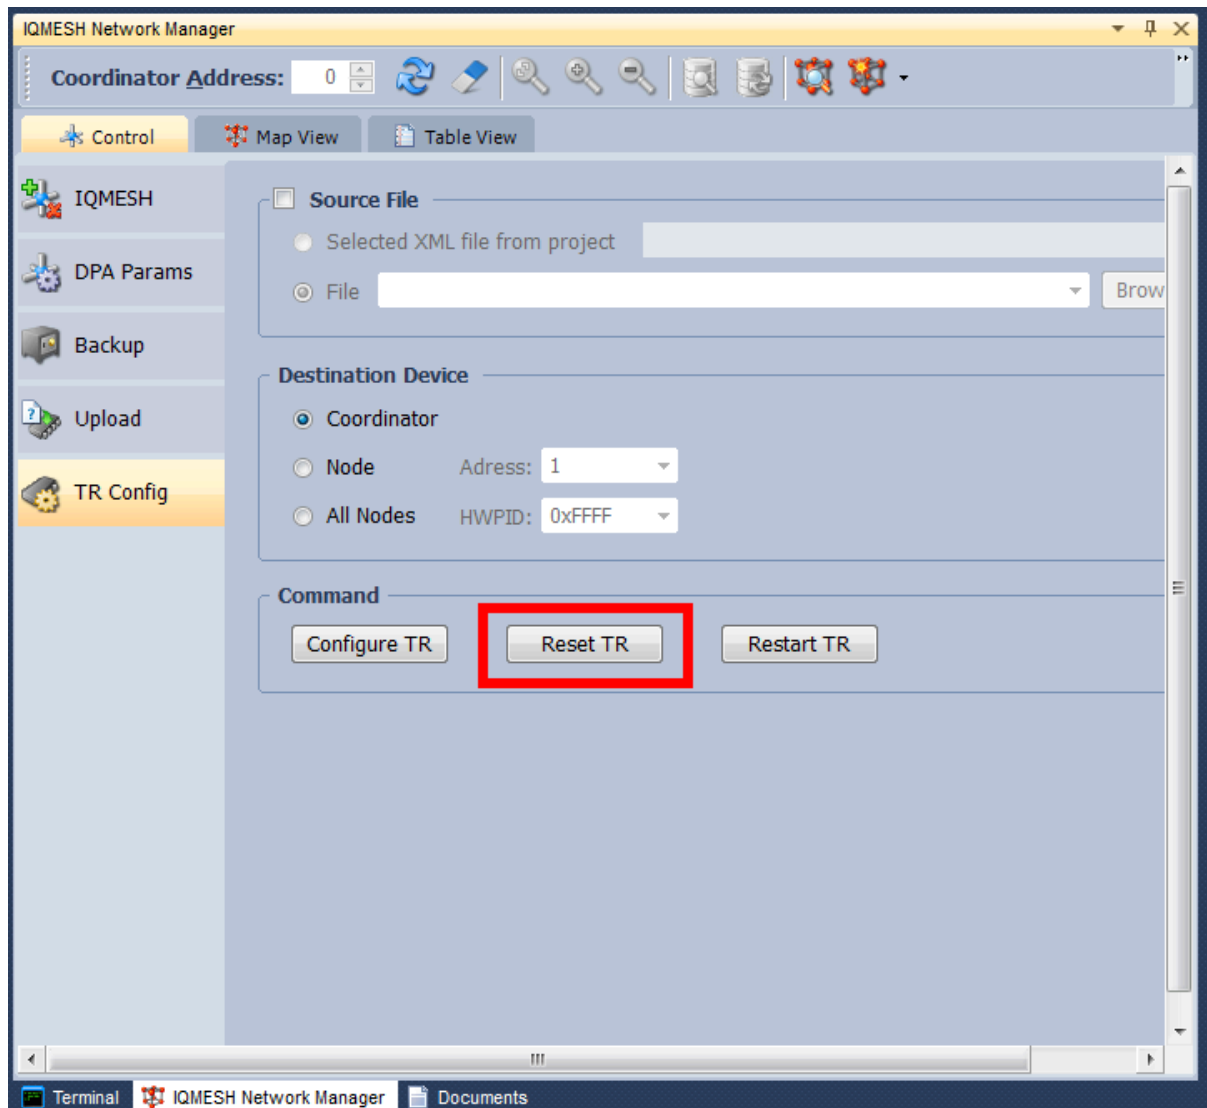 IQMESH Network Manager
Coordinator Address: 0
Control Map View Table View
IQMESH
DPA Params
Backup
Upload
TR Config
Source File
Selected XML file from project
File Brow
Destination Device
Coordinator
Node Adress: 1
All Nodes HWPID: 0xFFFF
Command
Configure TR Reset TR Restart TR
Terminal IQMESH Network Manager Documents